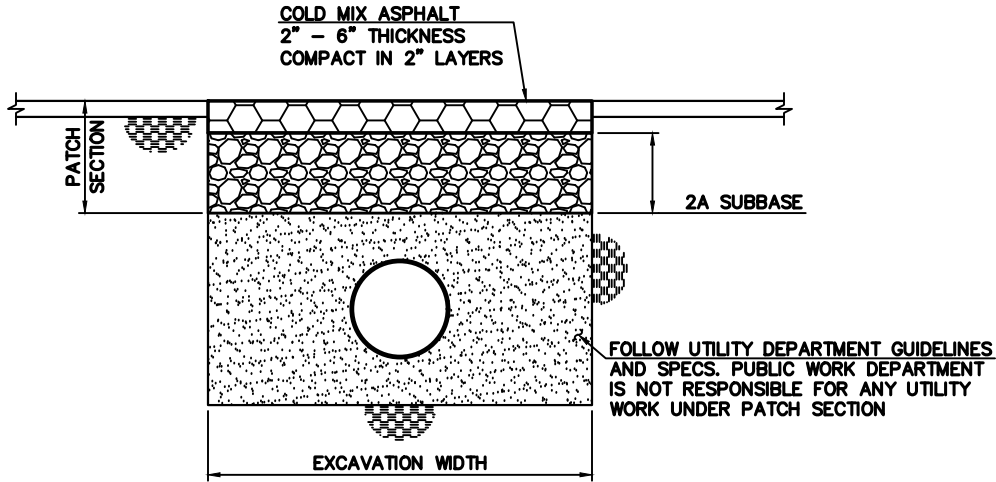 COLD MIX ASPHALT
2" - 6" THICKNESS
COMPACT IN 2" LAYERS
PATCH
SECTION
2A SUBBASE
FOLLOW UTILITY DEPARTMENT GUIDELINES
AND SPECS. PUBLIC WORK DEPARTMENT
IS NOT RESPONSIBLE FOR ANY UTILITY
WORK UNDER PATCH SECTION
EXCAVATION WIDTH